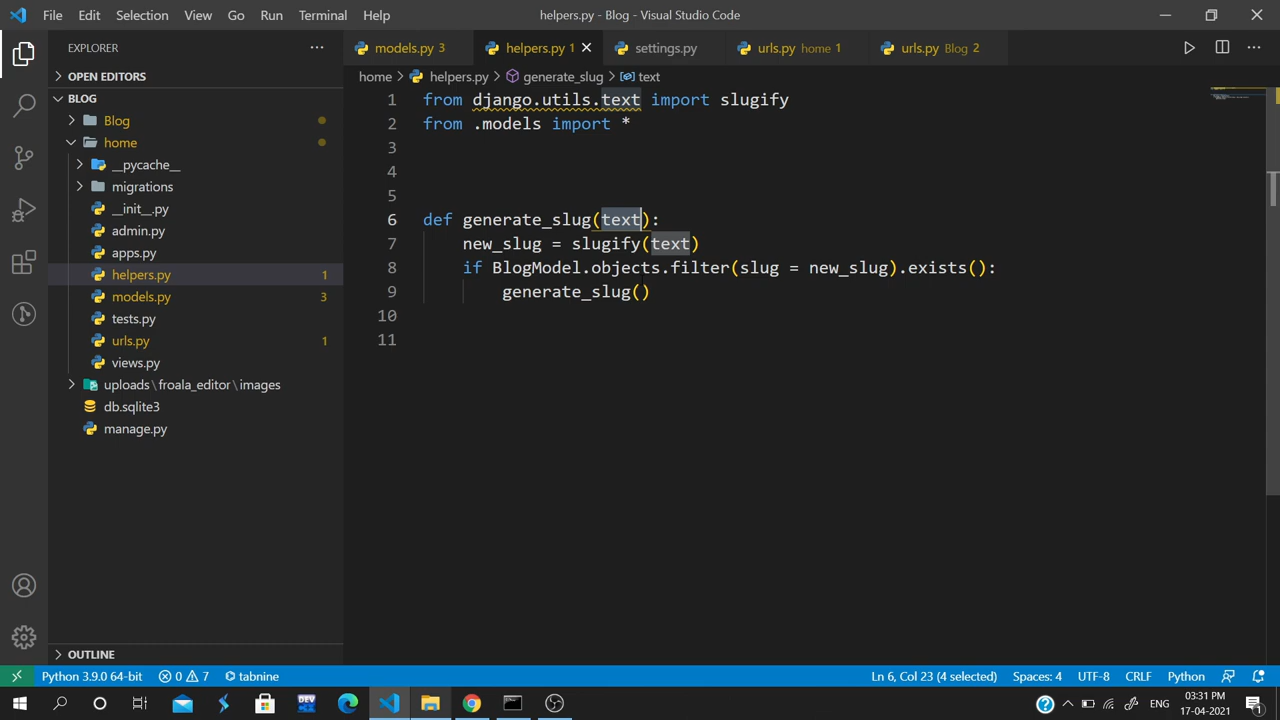 File Edit Selection View Go Run Terminal Help
helpers.py - Blog - Visual Studio Code
EXPLORER
models.py 3
helpers.py 1
settings.py
urls.py home 1
urls.py Blog 2
OPEN EDITORS
BLOG
Blog
home
__pycache__
migrations
__init__.py
admin.py
apps.py
helpers.py 1
models.py 3
tests.py
urls.py 1
views.py
uploads\froala_editor\images
db.sqlite3
manage.py
OUTLINE
home > helpers.py > generate_slug > text
1 from django.utils.text import slugify
2 from .models import *
3
4
5
6 def generate_slug(text):
7 new_slug = slugify(text)
8 if BlogModel.objects.filter(slug = new_slug).exists():
9 generate_slug()
10
11
Python 3.9.0 64-bit 0 7 tabnine
Ln 6, Col 23 (4 selected) Spaces: 4 UTF-8 CRLF Python
DEV
ENG
03:31 PM
17-04-2021
1